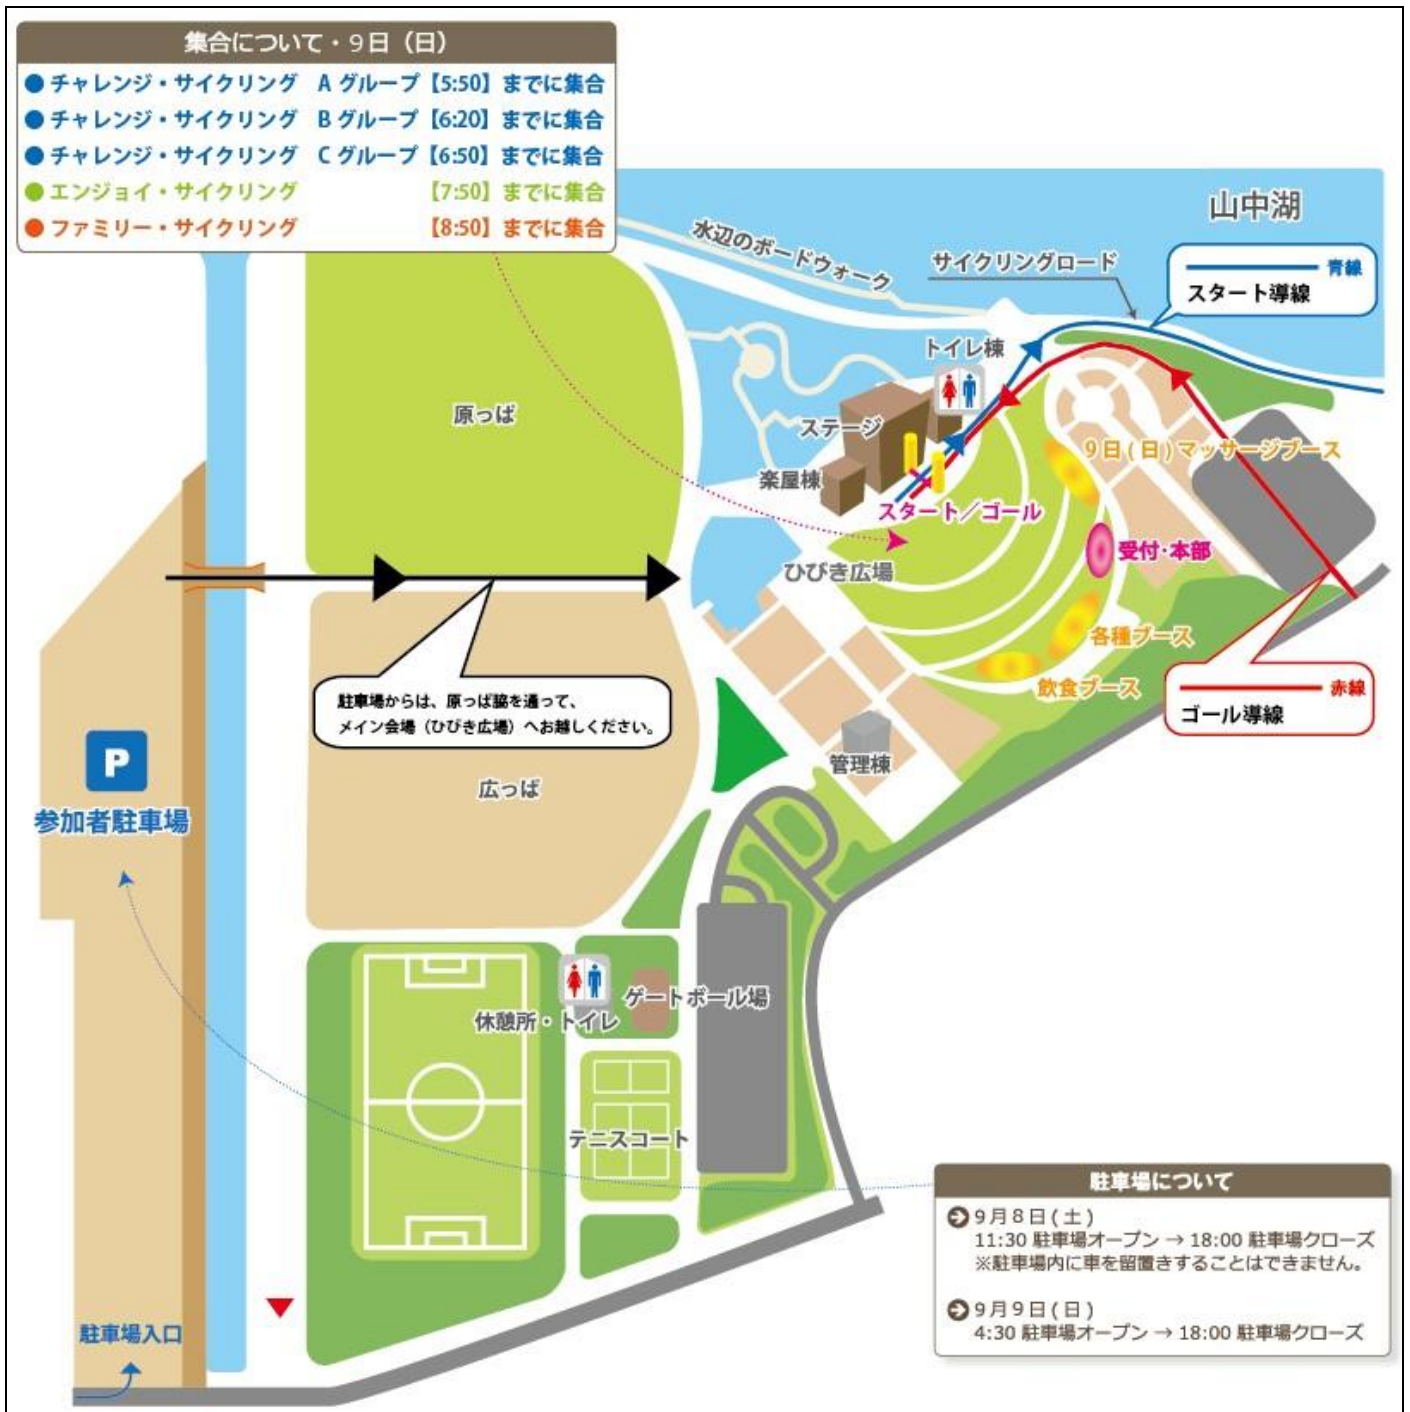 集合について・9日（日）
●チャレンジ・サイクリング　A グループ【5:50】までに集合
●チャレンジ・サイクリング　B グループ【6:20】までに集合
●チャレンジ・サイクリング　C グループ【6:50】までに集合
●エンジョイ・サイクリング　【7:50】までに集合
●ファミリー・サイクリング　【8:50】までに集合
山中湖
水辺のボードウォーク
サイクリングロード
青線
スタート導線
トイレ棟
原っぱ
ステージ
9日(日)マッサージブース
楽屋棟
スタート／ゴール
受付･本部
ひびき広場
各種ブース
飲食ブース
赤線
ゴール導線
駐車場からは、原っぱ脇を通って、
メイン会場（ひびき広場）へお越しください。
P
参加者駐車場
管理棟
広っぱ
ゲートボール場
休憩所・トイレ
テニスコート
駐車場について
9月8日(土)
11:30 駐車場オープン → 18:00 駐車場クローズ
※駐車場内に車を留置きすることはできません。
9月9日(日)
4:30 駐車場オープン → 18:00 駐車場クローズ
駐車場入口